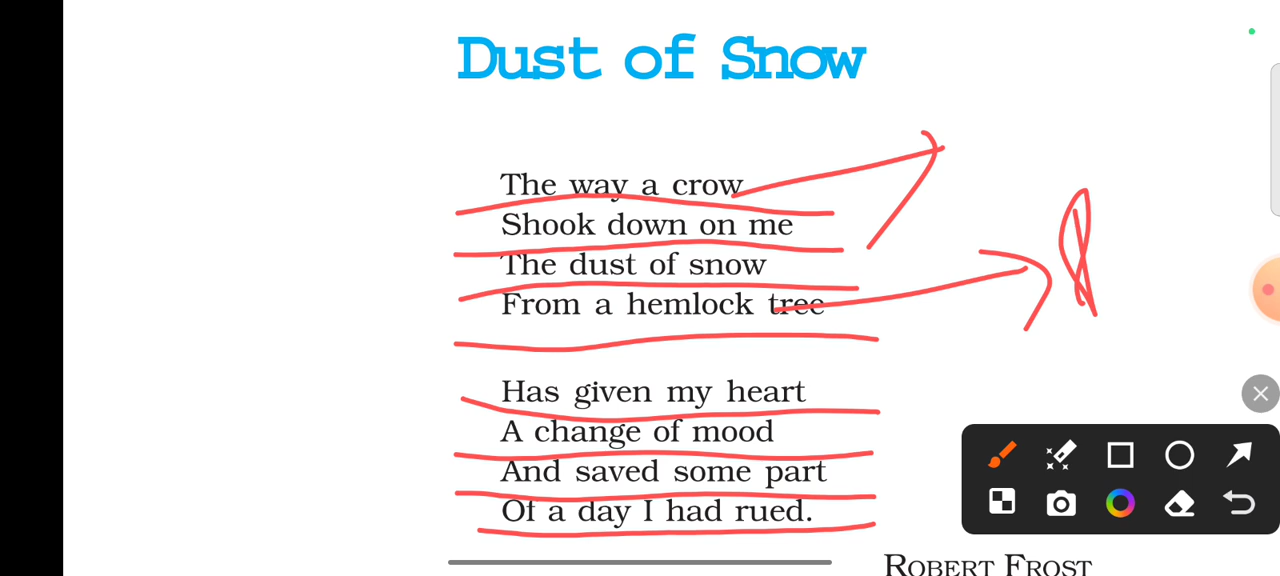 Dust of Snow
The way a crow
Shook down on me
The dust of snow
From a hemlock tree
Has given my heart
A change of mood
And saved some part
Of a day I had rued.
ROBERT FROST